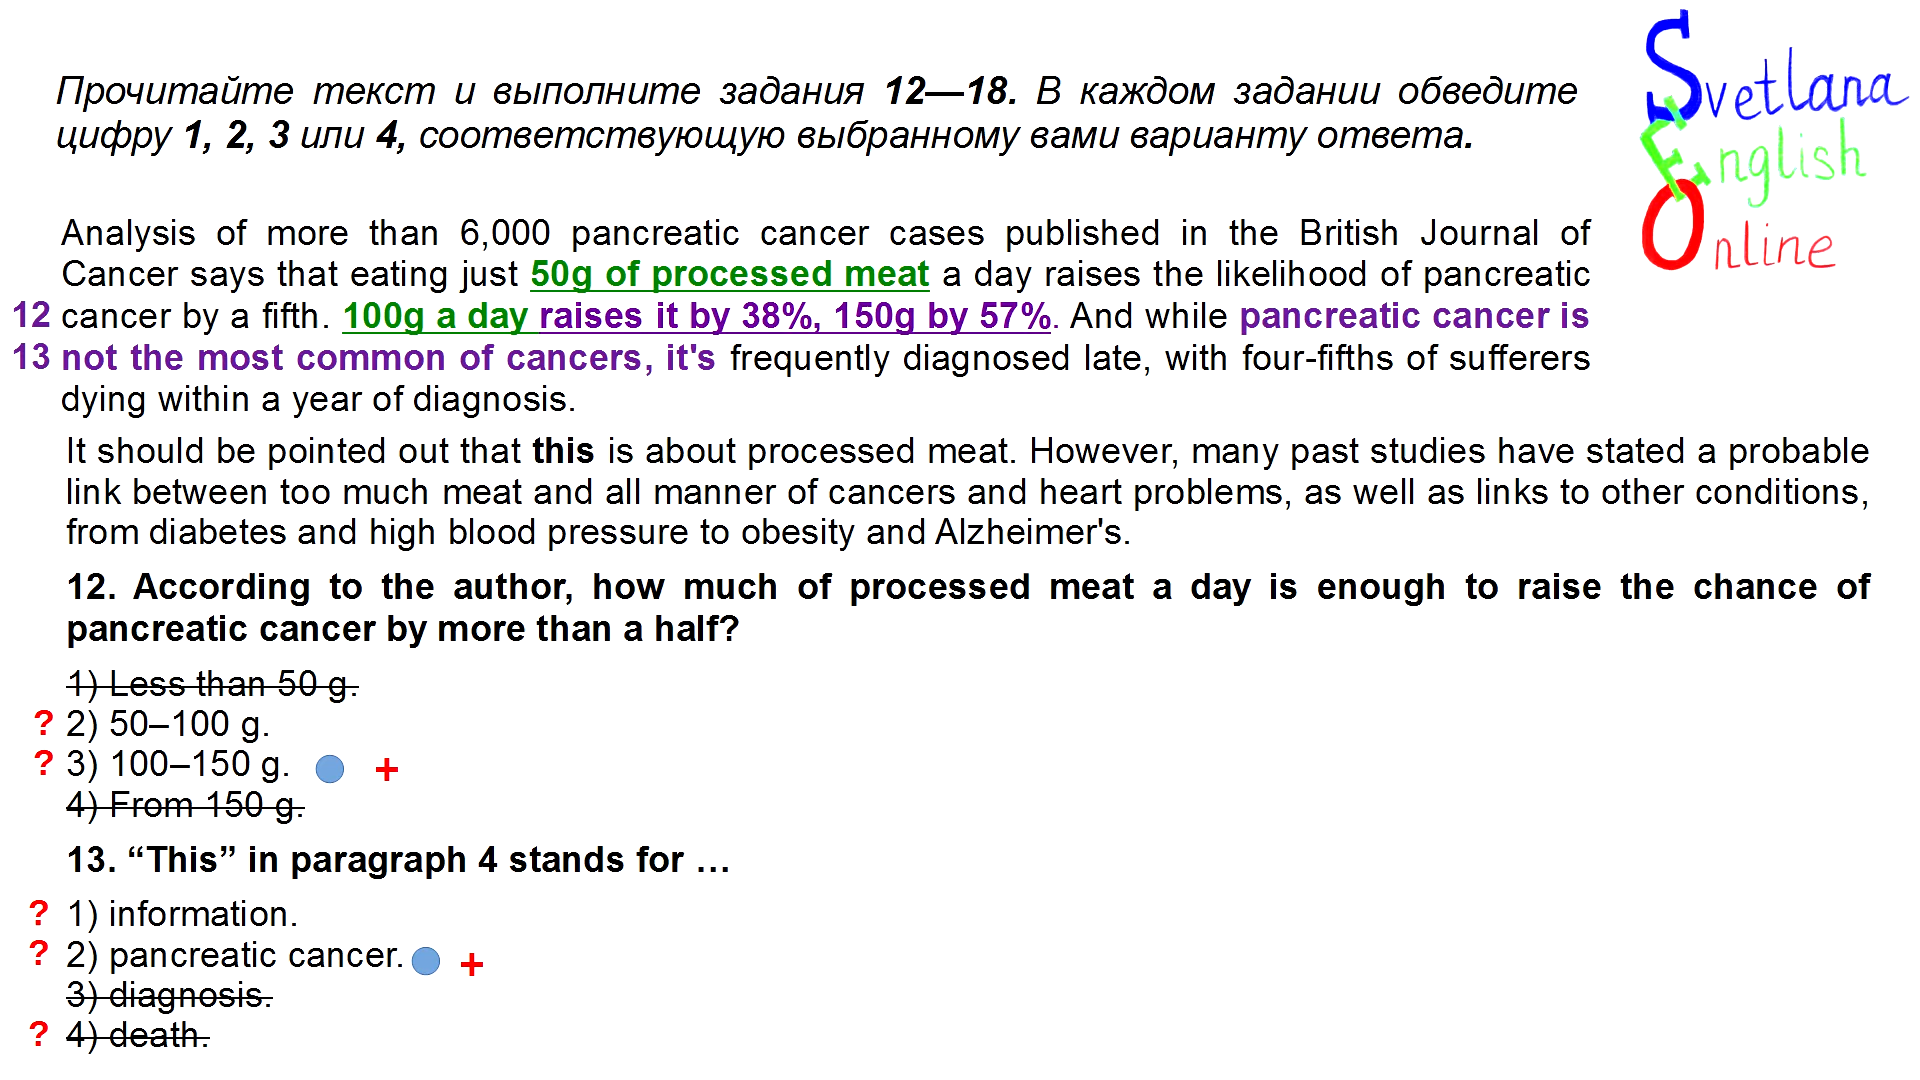 Прочитайте текст и выполните задания 12—18. В каждом задании обведите
цифру 1, 2, 3 или 4, соответствующую выбранному вами варианту ответа.
Svetlana
English
Online
Analysis of more than 6,000 pancreatic cancer cases published in the British Journal of
Cancer says that eating just 50g of processed meat a day raises the likelihood of pancreatic
12 cancer by a fifth. 100g a day raises it by 38%, 150g by 57%. And while pancreatic cancer is
13 not the most common of cancers, it's frequently diagnosed late, with four-fifths of sufferers
dying within a year of diagnosis.
It should be pointed out that this is about processed meat. However, many past studies have stated a probable
link between too much meat and all manner of cancers and heart problems, as well as links to other conditions,
from diabetes and high blood pressure to obesity and Alzheimer's.
12. According to the author, how much of processed meat a day is enough to raise the chance of
pancreatic cancer by more than a half?
1) Less than 50 g.
? 2) 50–100 g.
? 3) 100–150 g. +
4) From 150 g.
13. “This” in paragraph 4 stands for …
? 1) information.
? 2) pancreatic cancer. +
3) diagnosis.
? 4) death.